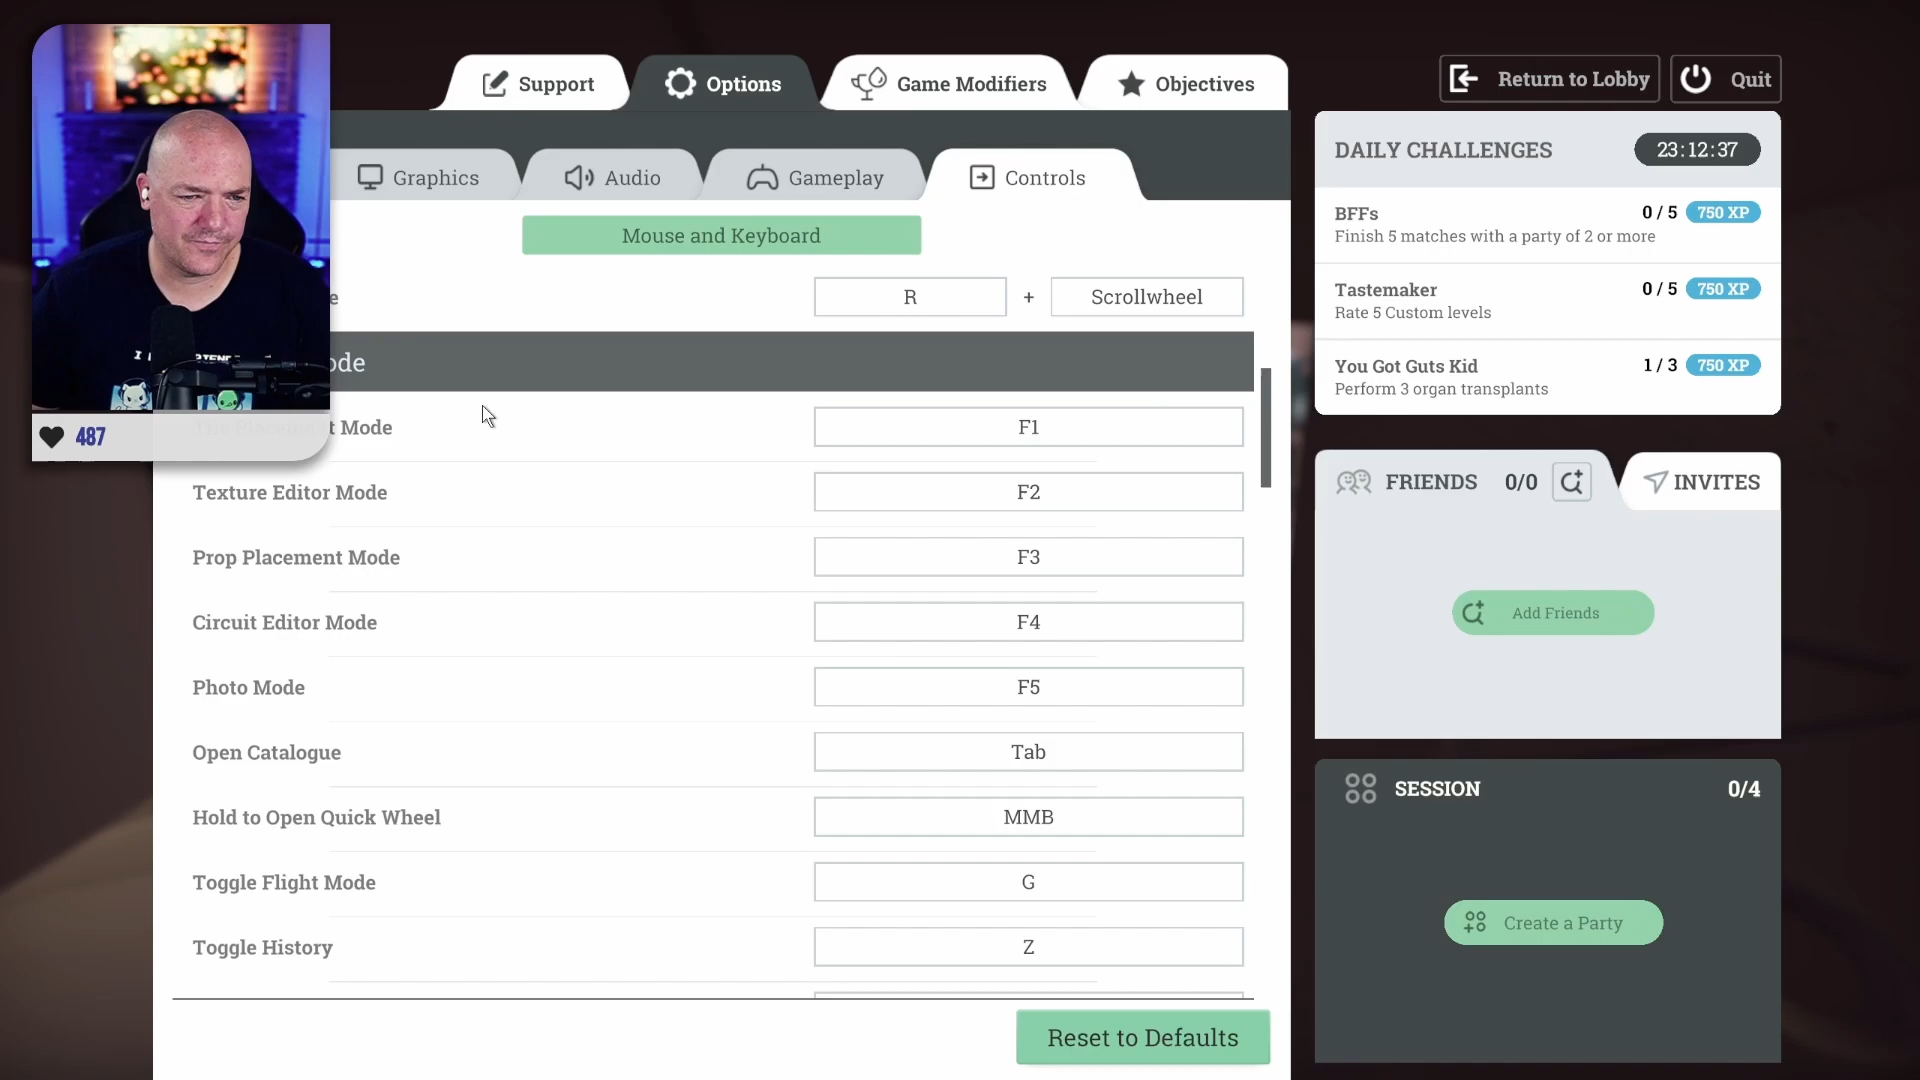 Support
Options
Game Modifiers
Objectives
Return to Lobby
Quit
Graphics
Audio
Gameplay
Controls
Mouse and Keyboard
R + Scrollwheel
t Mode F1
Texture Editor Mode F2
Prop Placement Mode F3
Circuit Editor Mode F4
Photo Mode F5
Open Catalogue Tab
Hold to Open Quick Wheel MMB
Toggle Flight Mode G
Toggle History Z
Reset to Defaults
487
DAILY CHALLENGES 23:12:37
BFFs 0 / 5 750 XP
Finish 5 matches with a party of 2 or more
Tastemaker 0 / 5 750 XP
Rate 5 Custom levels
You Got Guts Kid 1 / 3 750 XP
Perform 3 organ transplants
FRIENDS 0/0
INVITES
Add Friends
SESSION 0/4
Create a Party